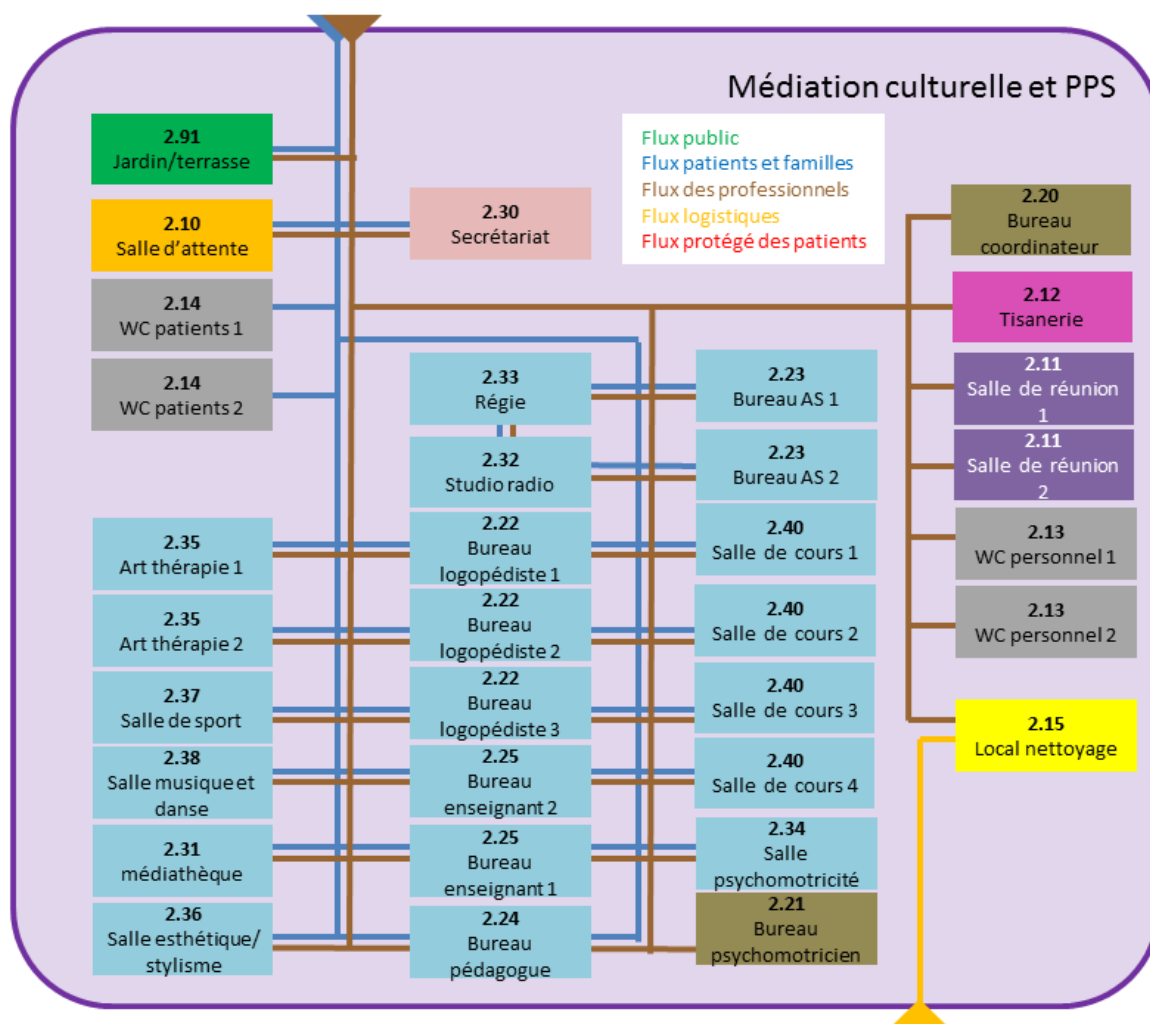 Médiation culturelle et PPS
Flux public
Flux patients et familles
Flux des professionnels
Flux logistiques
Flux protégé des patients
2.91
Jardin/terrasse
2.10
Salle d'attente
2.14
WC patients 1
2.14
WC patients 2
2.35
Art thérapie 1
2.35
Art thérapie 2
2.37
Salle de sport
2.38
Salle musique et
danse
2.31
médiathèque
2.36
Salle esthétique/
stylisme
2.30
Secrétariat
2.33
Régie
2.32
Studio radio
2.22
Bureau
logopédiste 1
2.22
Bureau
logopédiste 2
2.22
Bureau
logopédiste 3
2.25
Bureau
enseignant 2
2.25
Bureau
enseignant 1
2.24
Bureau
pédagogue
2.23
Bureau AS 1
2.23
Bureau AS 2
2.40
Salle de cours 1
2.40
Salle de cours 2
2.40
Salle de cours 3
2.40
Salle de cours 4
2.34
Salle
psychomotricité
2.21
Bureau
psychomotricien
2.20
Bureau
coordinateur
2.12
Tisanerie
2.11
Salle de réunion
1
2.11
Salle de réunion
2
2.13
WC personnel 1
2.13
WC personnel 2
2.15
Local nettoyage